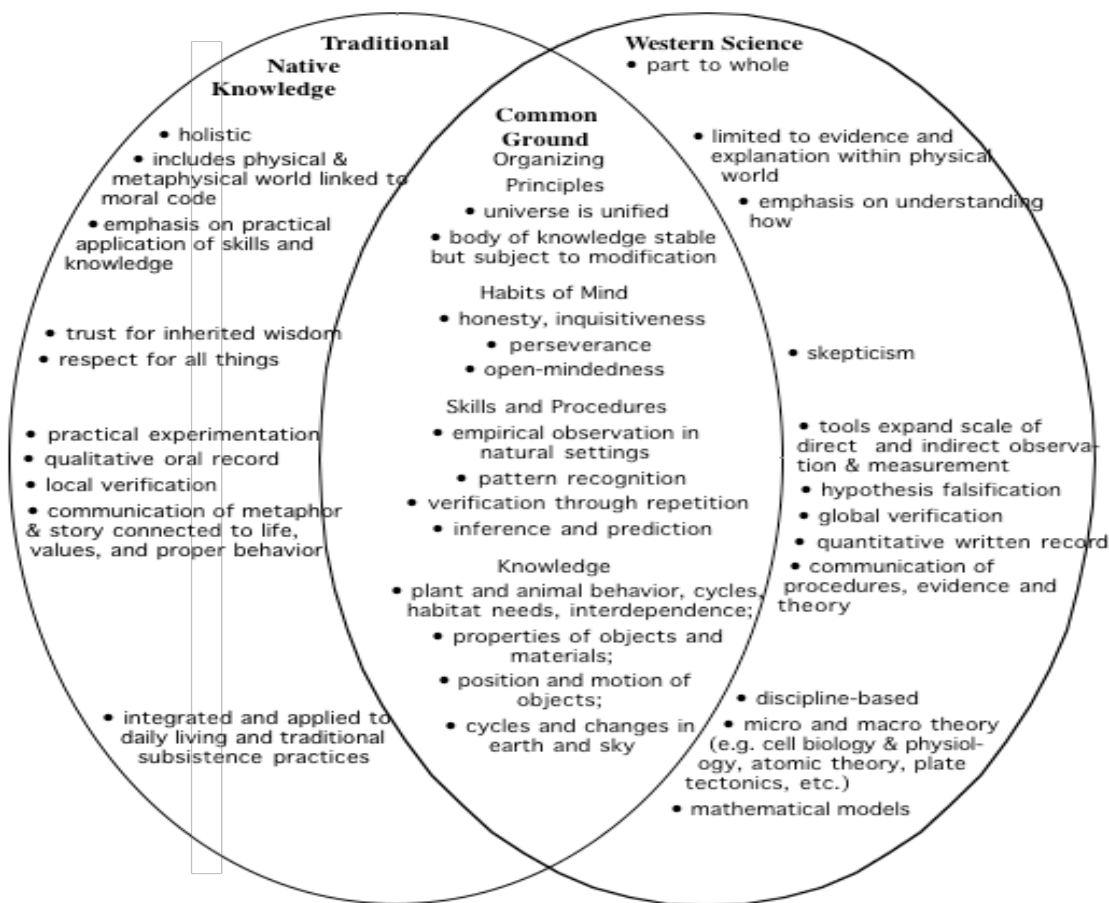 Traditional
Native
Knowledge
• holistic
• includes physical &
metaphysical world linked to
moral code
• emphasis on practical
application of skills and
knowledge
• trust for inherited wisdom
• respect for all things
• practical experimentation
• qualitative oral record
• local verification
• communication of metaphor
& story connected to life,
values, and proper behavior
• integrated and applied to
daily living and traditional
subsistence practices
Common
Ground
Organizing
Principles
• universe is unified
• body of knowledge stable
but subject to modification
Habits of Mind
• honesty, inquisitiveness
• perseverance
• open-mindedness
Skills and Procedures
• empirical observation in
natural settings
• pattern recognition
• verification through repetition
• inference and prediction
Knowledge
• plant and animal behavior, cycles,
habitat needs, interdependence;
• properties of objects and
materials;
• position and motion of
objects;
• cycles and changes in
earth and sky
Western Science
• part to whole
• limited to evidence and
explanation within physical
world
• emphasis on understanding
how
• skepticism
• tools expand scale of
direct and indirect observa-
tion & measurement
• hypothesis falsification
• global verification
• quantitative written record
• communication of
procedures, evidence and
theory
• discipline-based
• micro and macro theory
(e.g. cell biology & physiol-
ogy, atomic theory, plate
tectonics, etc.)
• mathematical models